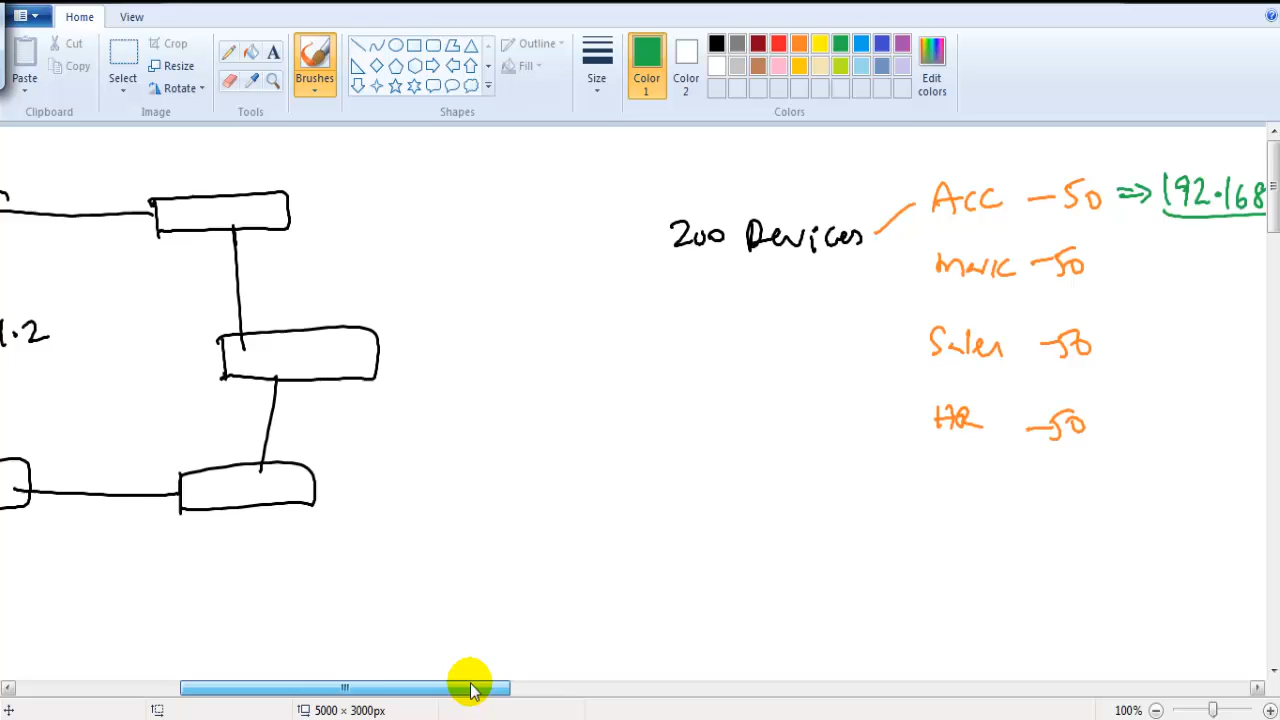 Home View
Cut
Copy
Paste
Clipboard
Select
Crop
Resize
Rotate
Image
A
Tools
Brushes
Outline
Fill
Shapes
Size
Color 1
Color 2
Edit colors
Colors
Acc - 50 => 192.168
200 Devices
Mark - 50
Sales - 50
HR - 50
1.2
5000 × 3000px
100%